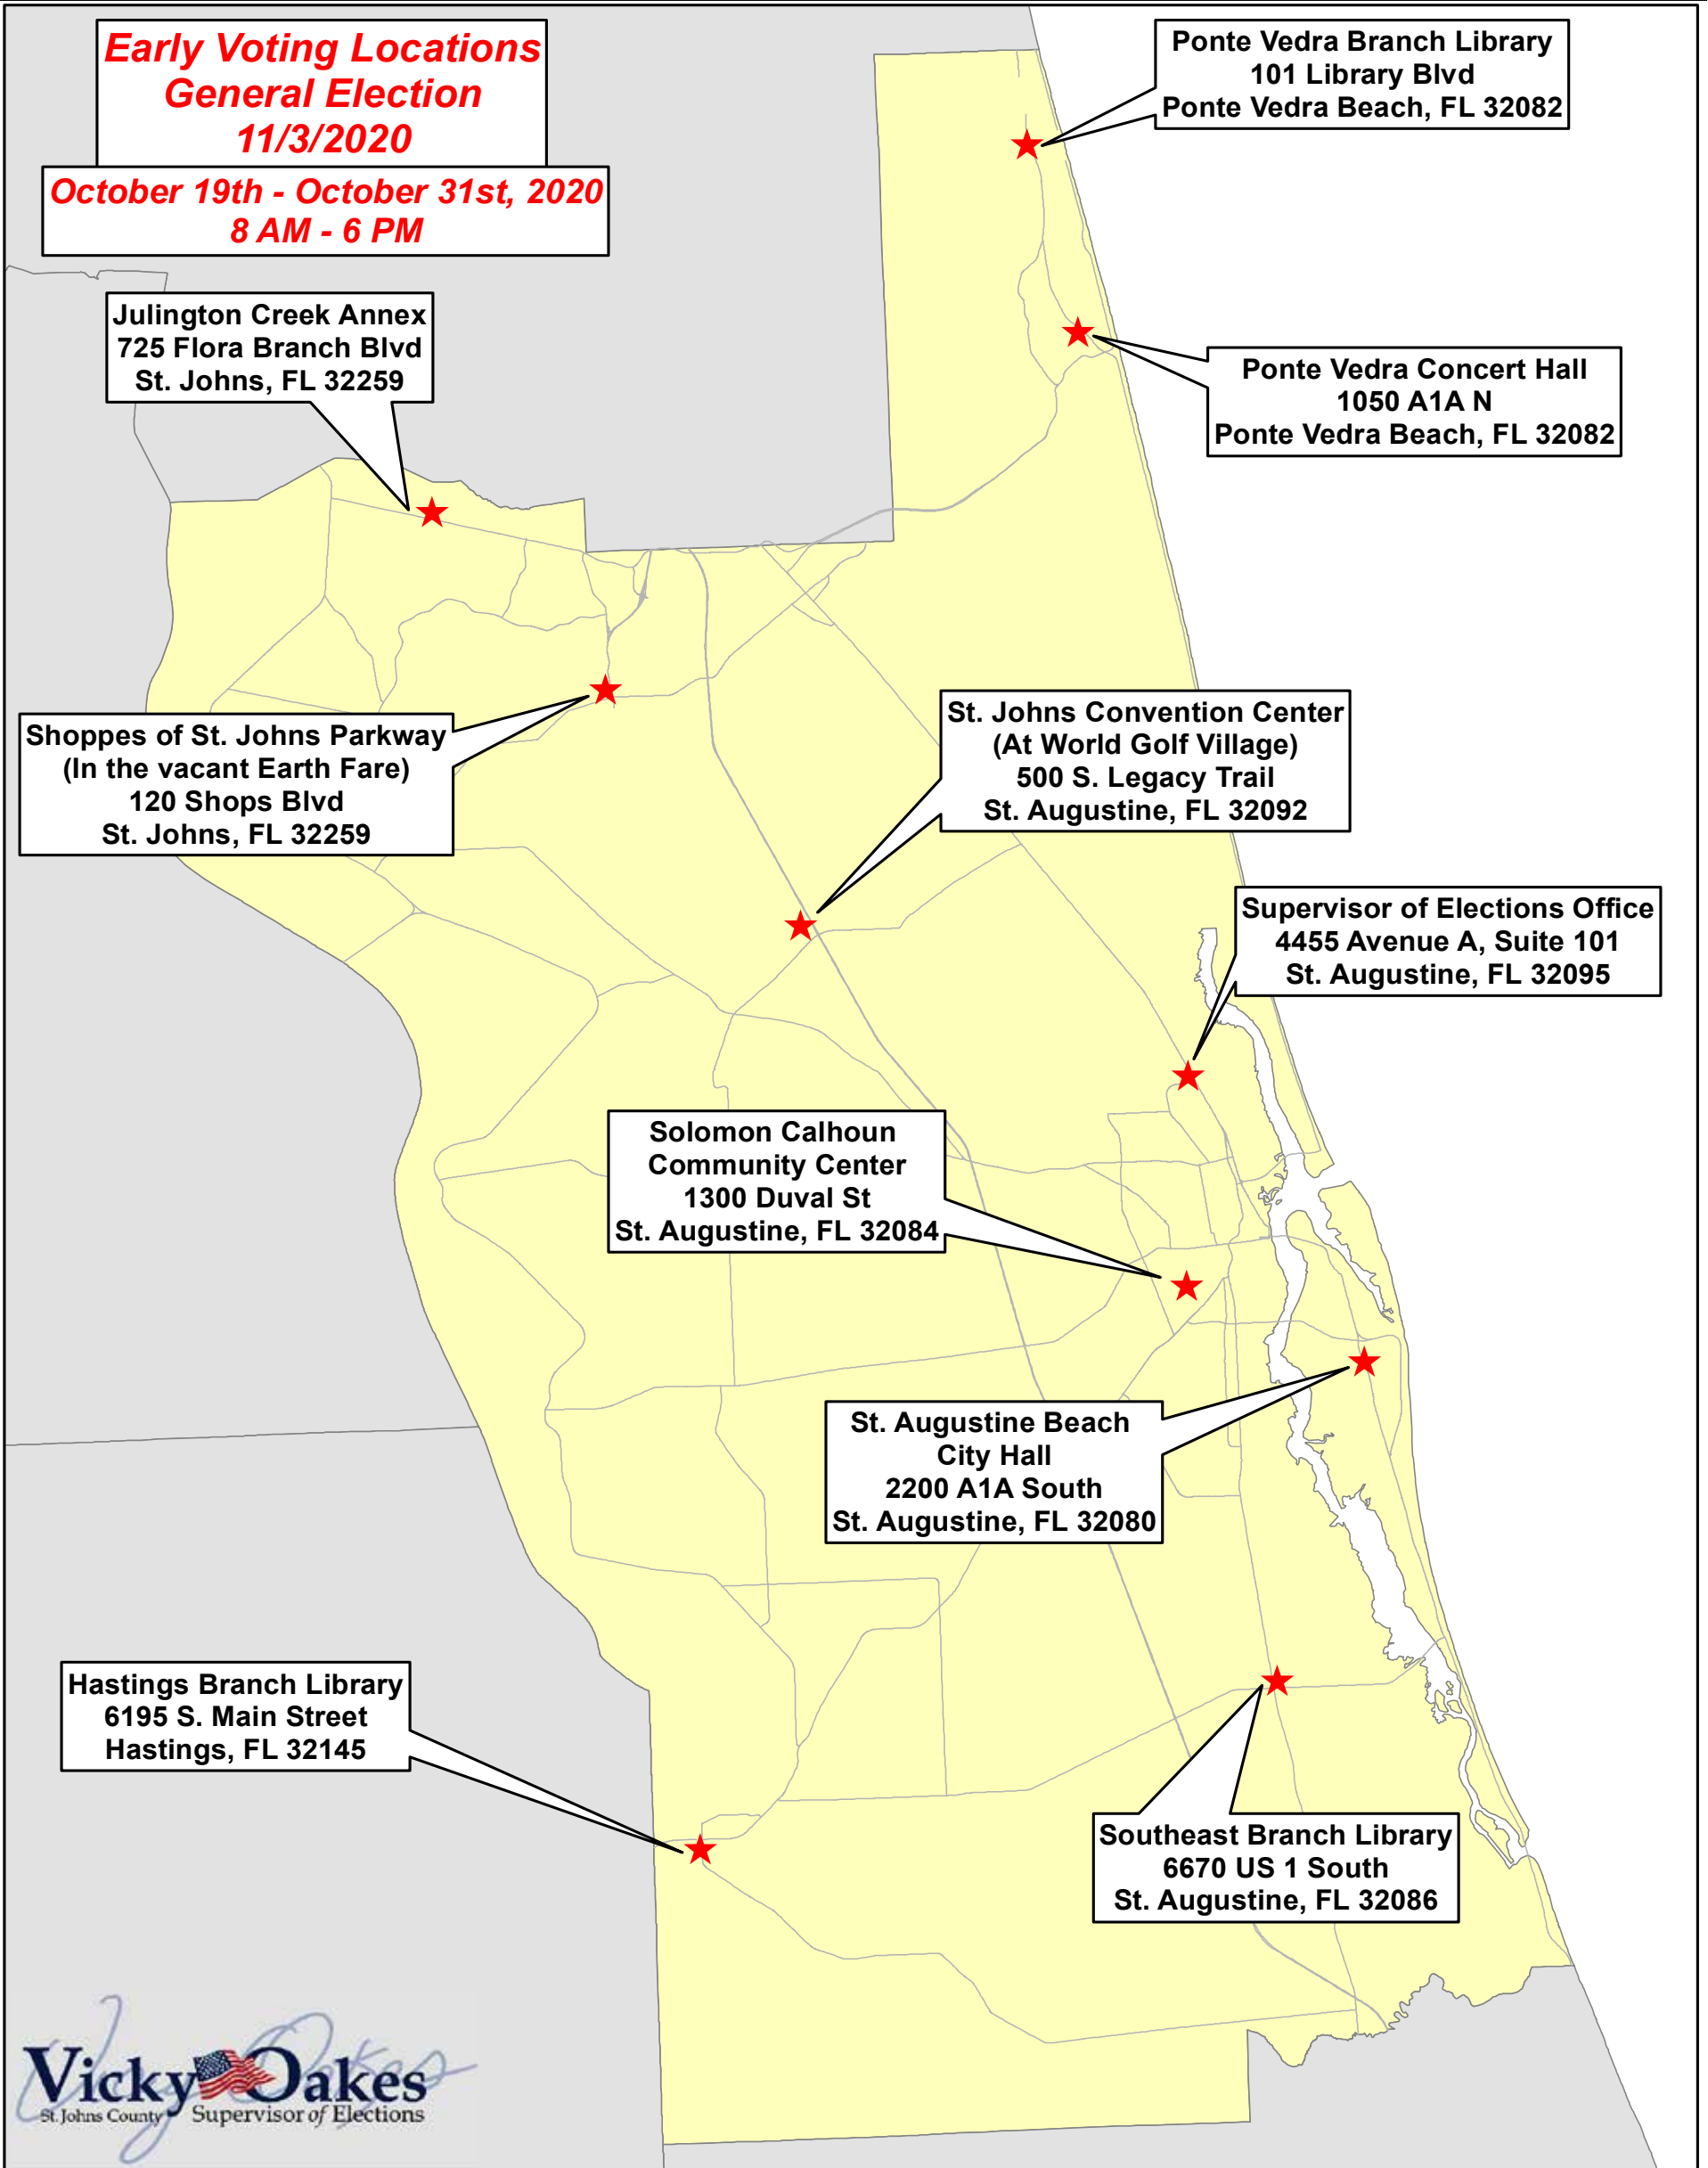 Early Voting Locations
General Election
11/3/2020
October 19th - October 31st, 2020
8 AM - 6 PM
Ponte Vedra Branch Library
101 Library Blvd
Ponte Vedra Beach, FL 32082
Julington Creek Annex
725 Flora Branch Blvd
St. Johns, FL 32259
Ponte Vedra Concert Hall
1050 A1A N
Ponte Vedra Beach, FL 32082
Shoppes of St. Johns Parkway
(In the vacant Earth Fare)
120 Shops Blvd
St. Johns, FL 32259
St. Johns Convention Center
(At World Golf Village)
500 S. Legacy Trail
St. Augustine, FL 32092
Supervisor of Elections Office
4455 Avenue A, Suite 101
St. Augustine, FL 32095
Solomon Calhoun
Community Center
1300 Duval St
St. Augustine, FL 32084
St. Augustine Beach
City Hall
2200 A1A South
St. Augustine, FL 32080
Hastings Branch Library
6195 S. Main Street
Hastings, FL 32145
Southeast Branch Library
6670 US 1 South
St. Augustine, FL 32086
Vicky Oakes
St. Johns County Supervisor of Elections